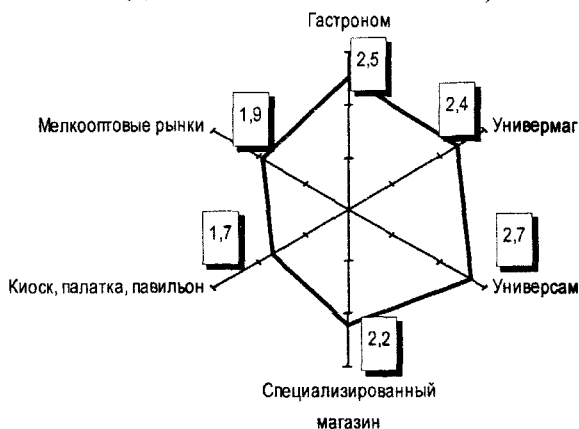 Гастроном
2,5
1,9
2,4
Мелкооптовые рынки
Универмаг
1,7
2,7
Киоск, палатка, павильон
Универсам
2,2
Специализированный
магазин